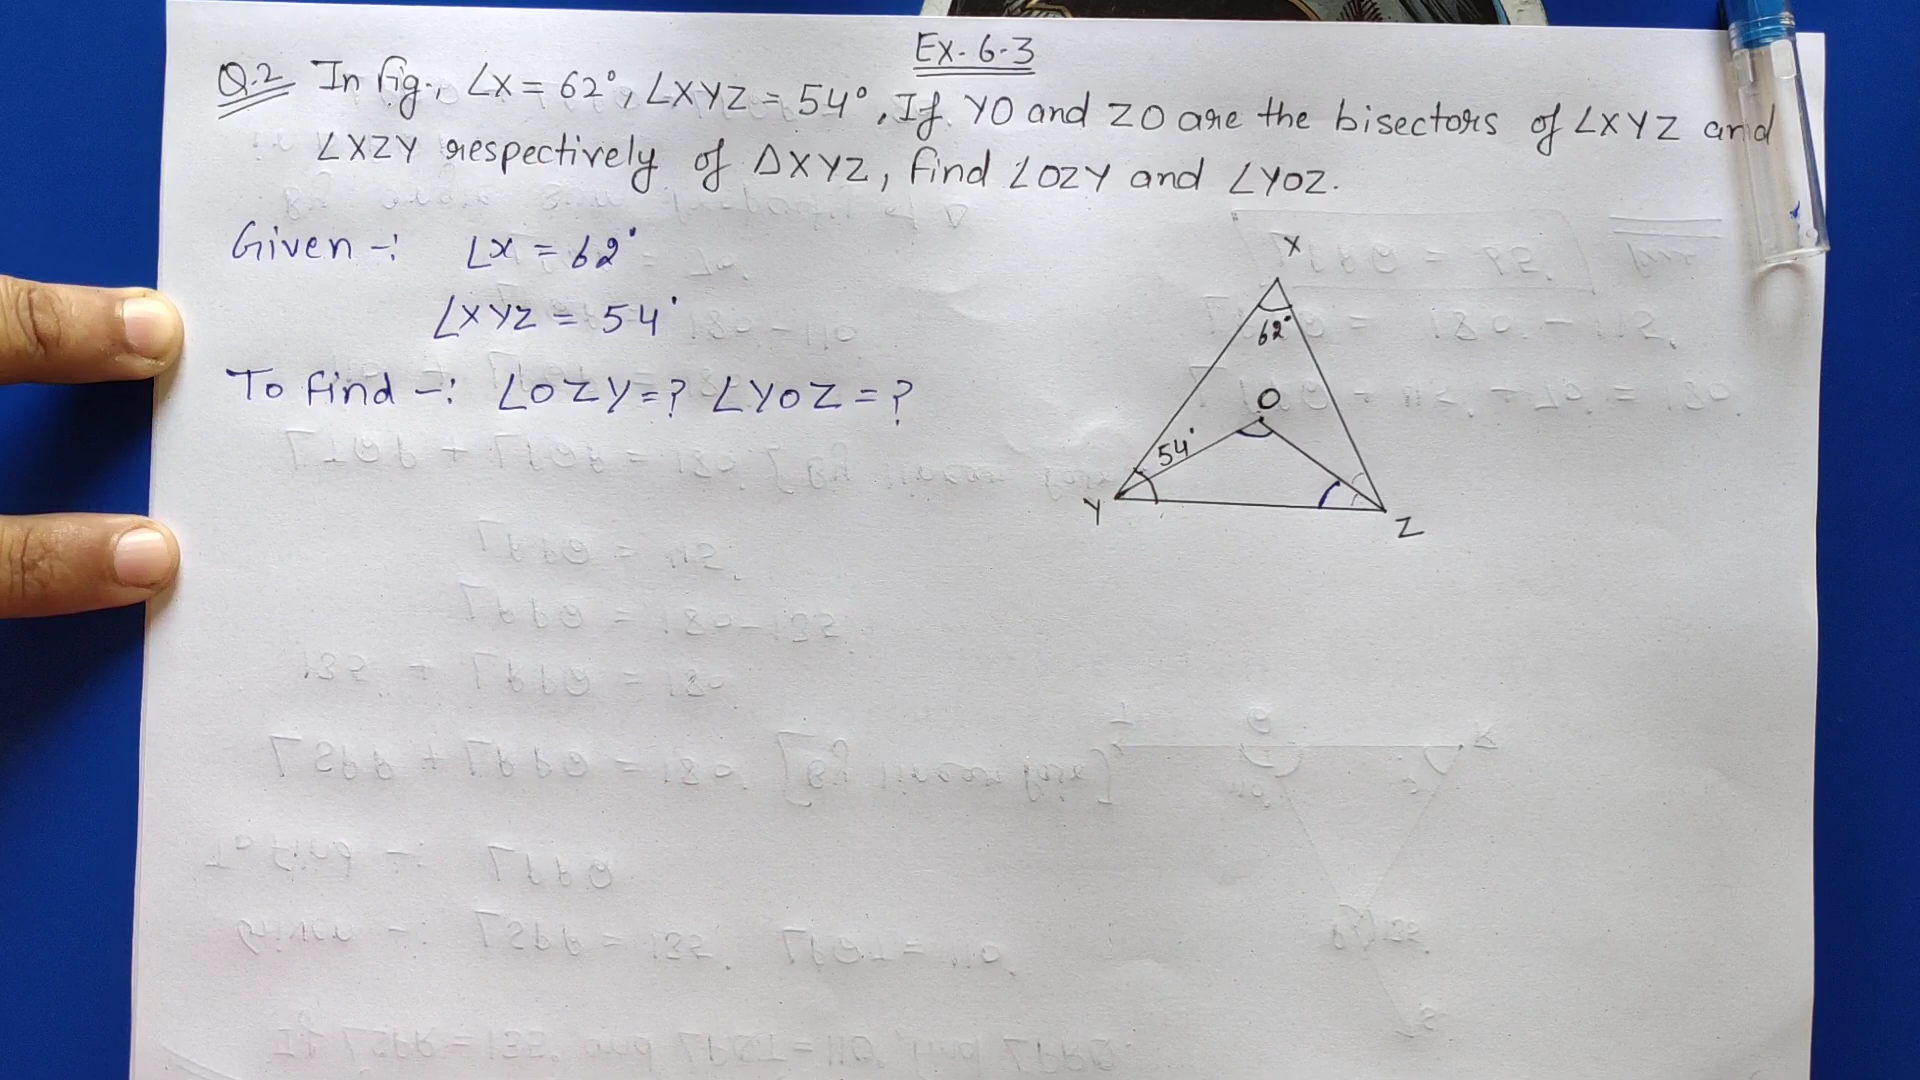 Ex. 6.3
Q.2 In fig., ∠X = 62°, ∠XYZ = 54°, If YO and ZO are the bisectors of ∠XYZ and
∠XZY respectively of ΔXYZ, find ∠OZY and ∠YOZ.
Given -: ∠x = 62°
∠XYZ = 54°
To find -: ∠OZY=? ∠YOZ=?
X
62°
O
54°
Y
Z